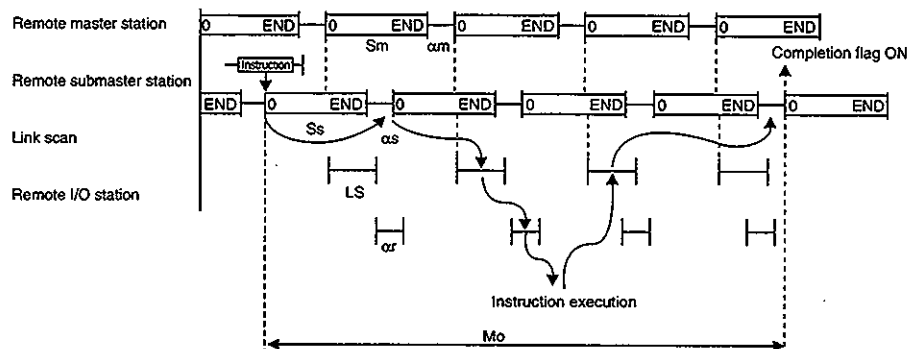 Remote master station
0 END 0 END 0 END 0 END 0 END
Sm αm
Completion flag ON
Instruction
Remote submaster station
END 0 END 0 END 0 END 0 END 0 END
Ss αs
Link scan
LS
Remote I/O station
αr
Instruction execution
Mo